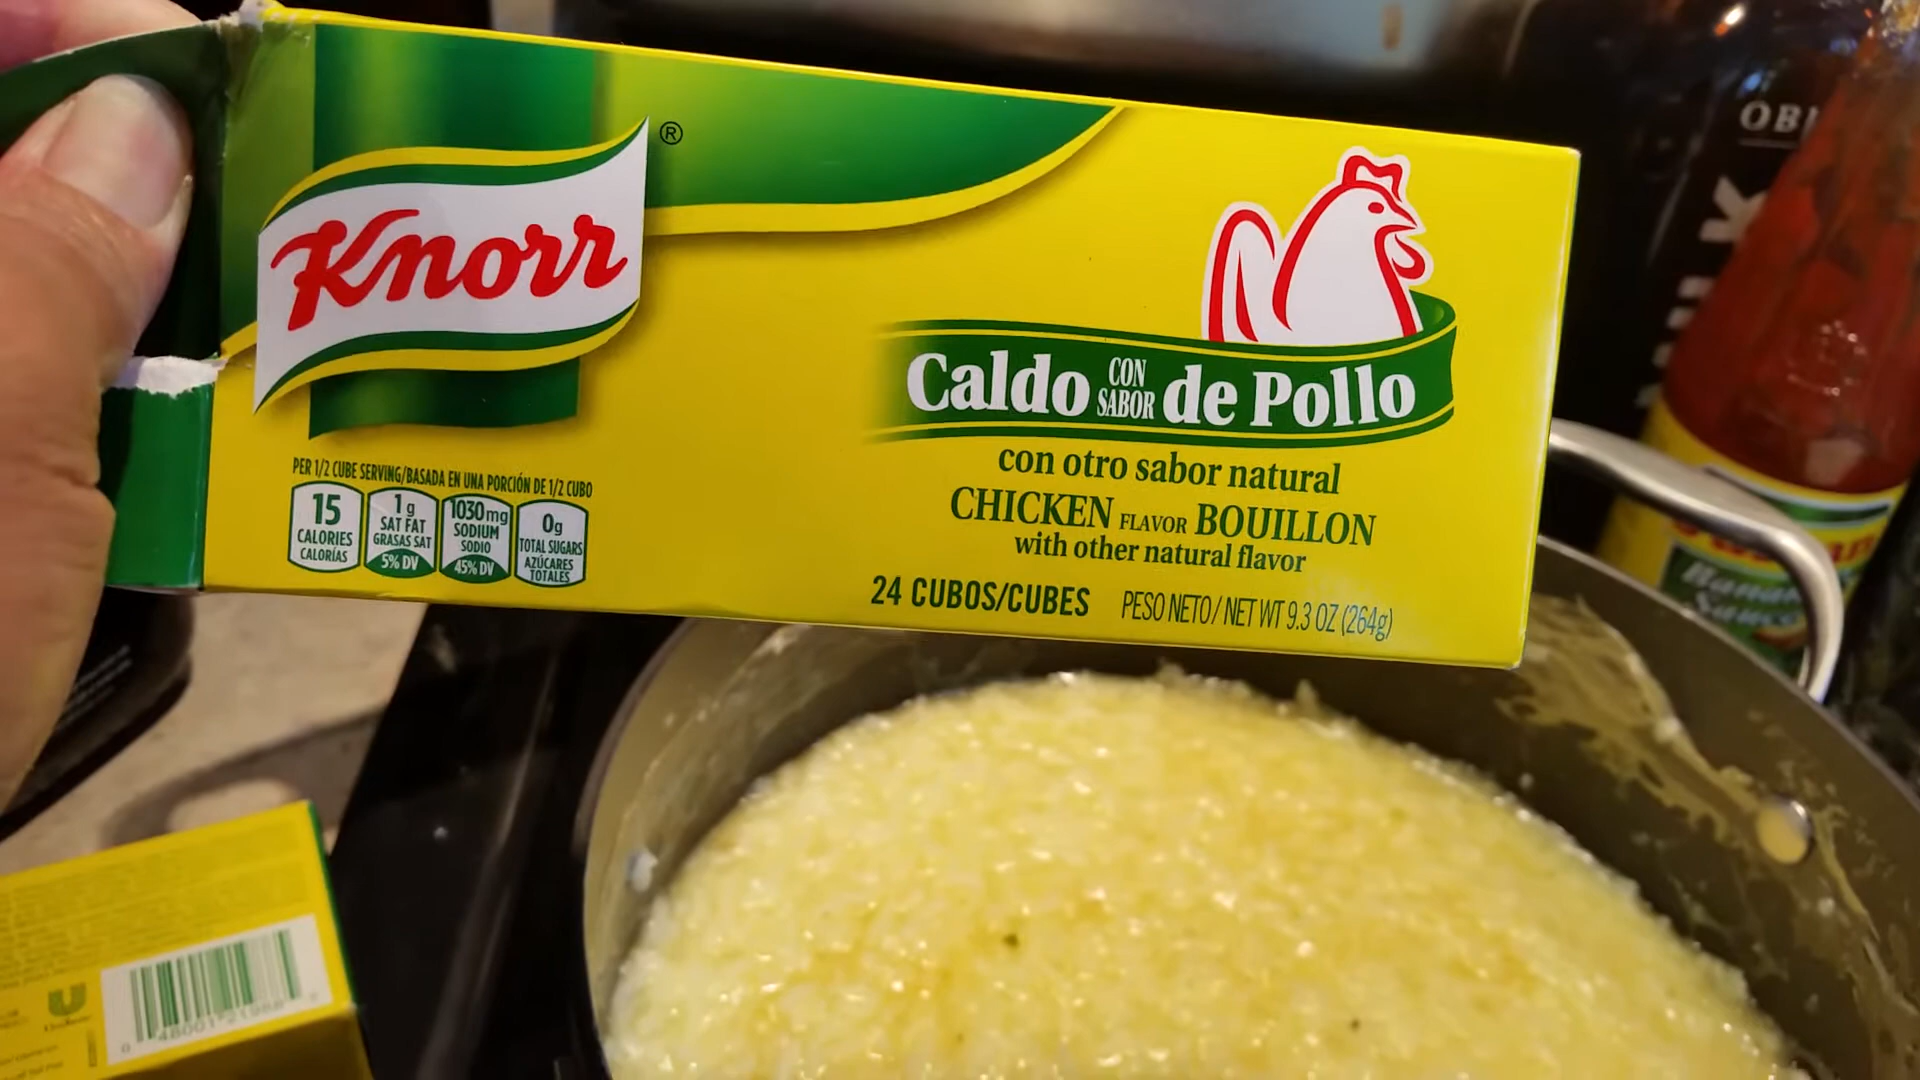 Knorr®
Caldo CON SABOR de Pollo
con otro sabor natural
CHICKEN FLAVOR BOUILLON
with other natural flavor
24 CUBOS/CUBES PESO NETO/NET WT 9.3 OZ (264g)
PER 1/2 CUBE SERVING/BASADA EN UNA PORCIÓN DE 1/2 CUBO
15 CALORIES CALORÍAS
1g SAT FAT GRASAS SAT 5% DV
1030mg SODIUM SODIO 45% DV
0g TOTAL SUGARS AZÚCARES TOTALES
Banana
Sauce